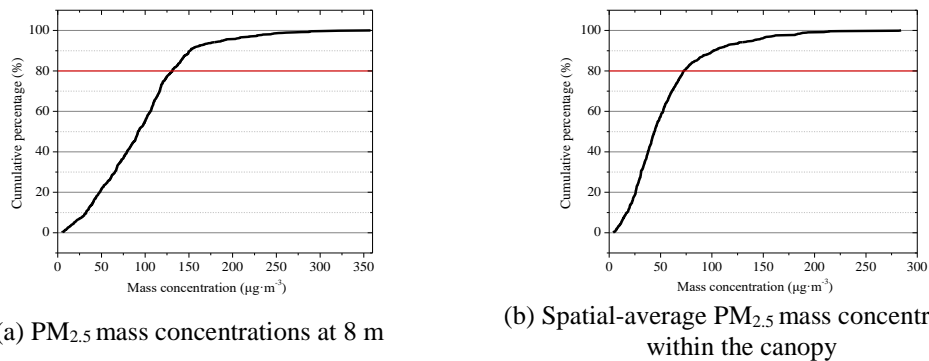 100
80
60
40
20
0
Cumulative percentage (%)
0 50 100 150 200 250 300 350
Mass concentration (μg·m-3)
(a) PM2.5 mass concentrations at 8 m
100
80
60
40
20
0
Cumulative percentage (%)
0 50 100 150 200 250 300
Mass concentration (μg·m-3)
(b) Spatial-average PM2.5 mass concentr
within the canopy